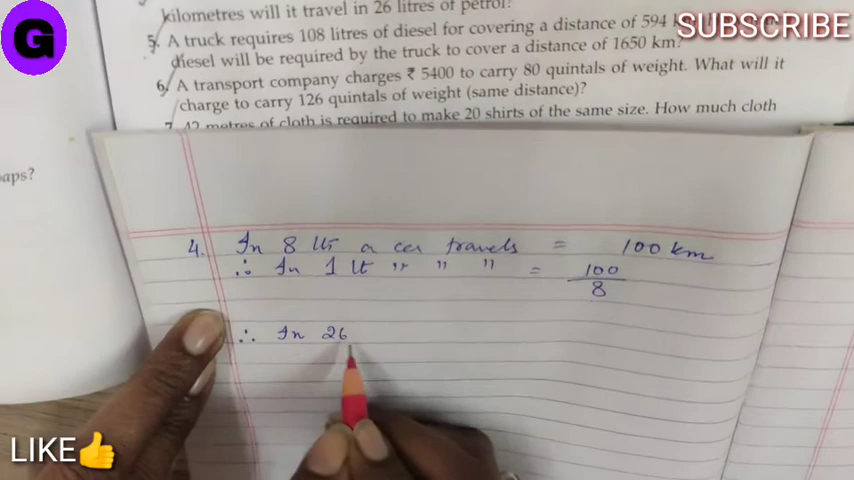 kilometres will it travel in 26 litres of petrol?
5. A truck requires 108 litres of diesel for covering a distance of 594
diesel will be required by the truck to cover a distance of 1650 km?
6. A transport company charges ₹ 5400 to carry 80 quintals of weight. What will it
charge to carry 126 quintals of weight (same distance)?
7. 42 metres of cloth is required to make 20 shirts of the same size. How much cloth
G
SUBSCRIBE
aps?
4. In 8 ltr a car travels = 100 km
∴ In 1 lt " " " = 100/8
∴ In 26
LIKE👍